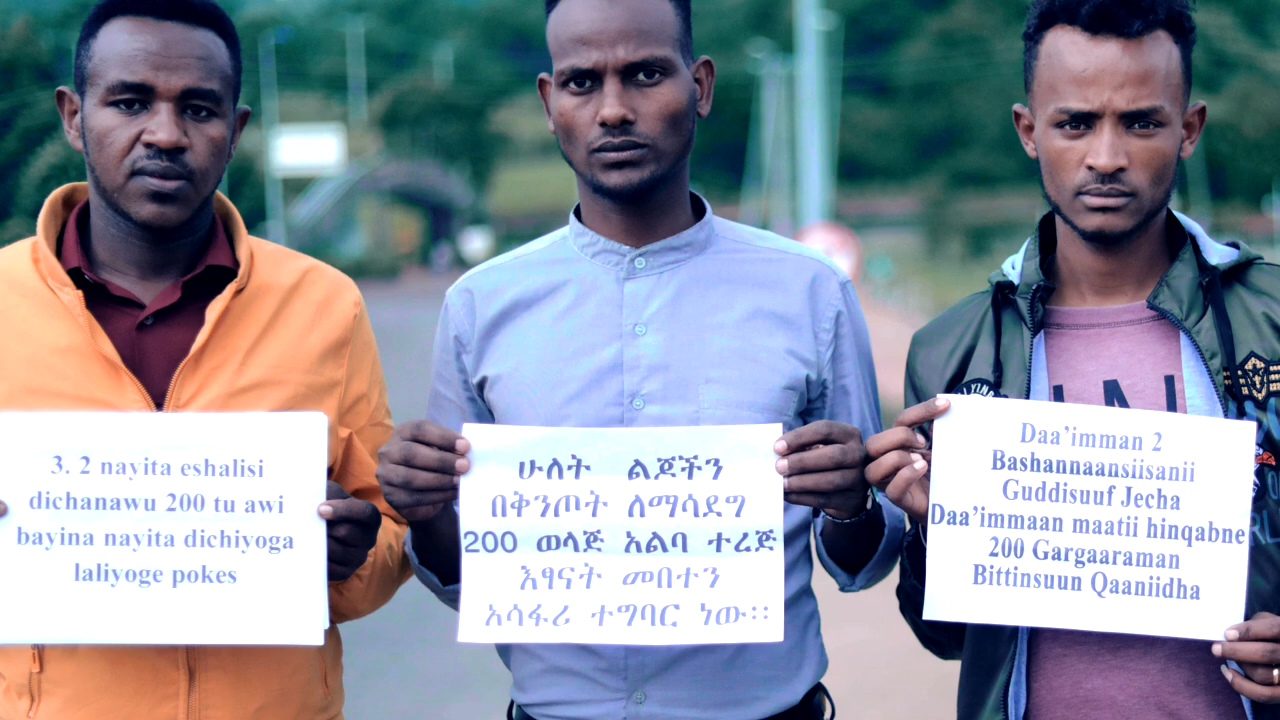 3. 2 nayita eshalisi
dichanawu 200 tu awi
bayina nayita dichiyoga
laliyoge pokes
ሁለት ልጆችን
በቅንጦት ለማሳደግ
200 ወላጅ አልባ ተረጅ
እፃናት መበተን
አሳፋሪ ተግባር ነው።
Daa'imman 2
Bashannaansiisanii
Guddisuuf Jecha
Daa'immaan maatii hinqabne
200 Gargaaraman
Bittinsuun Qaaniidha